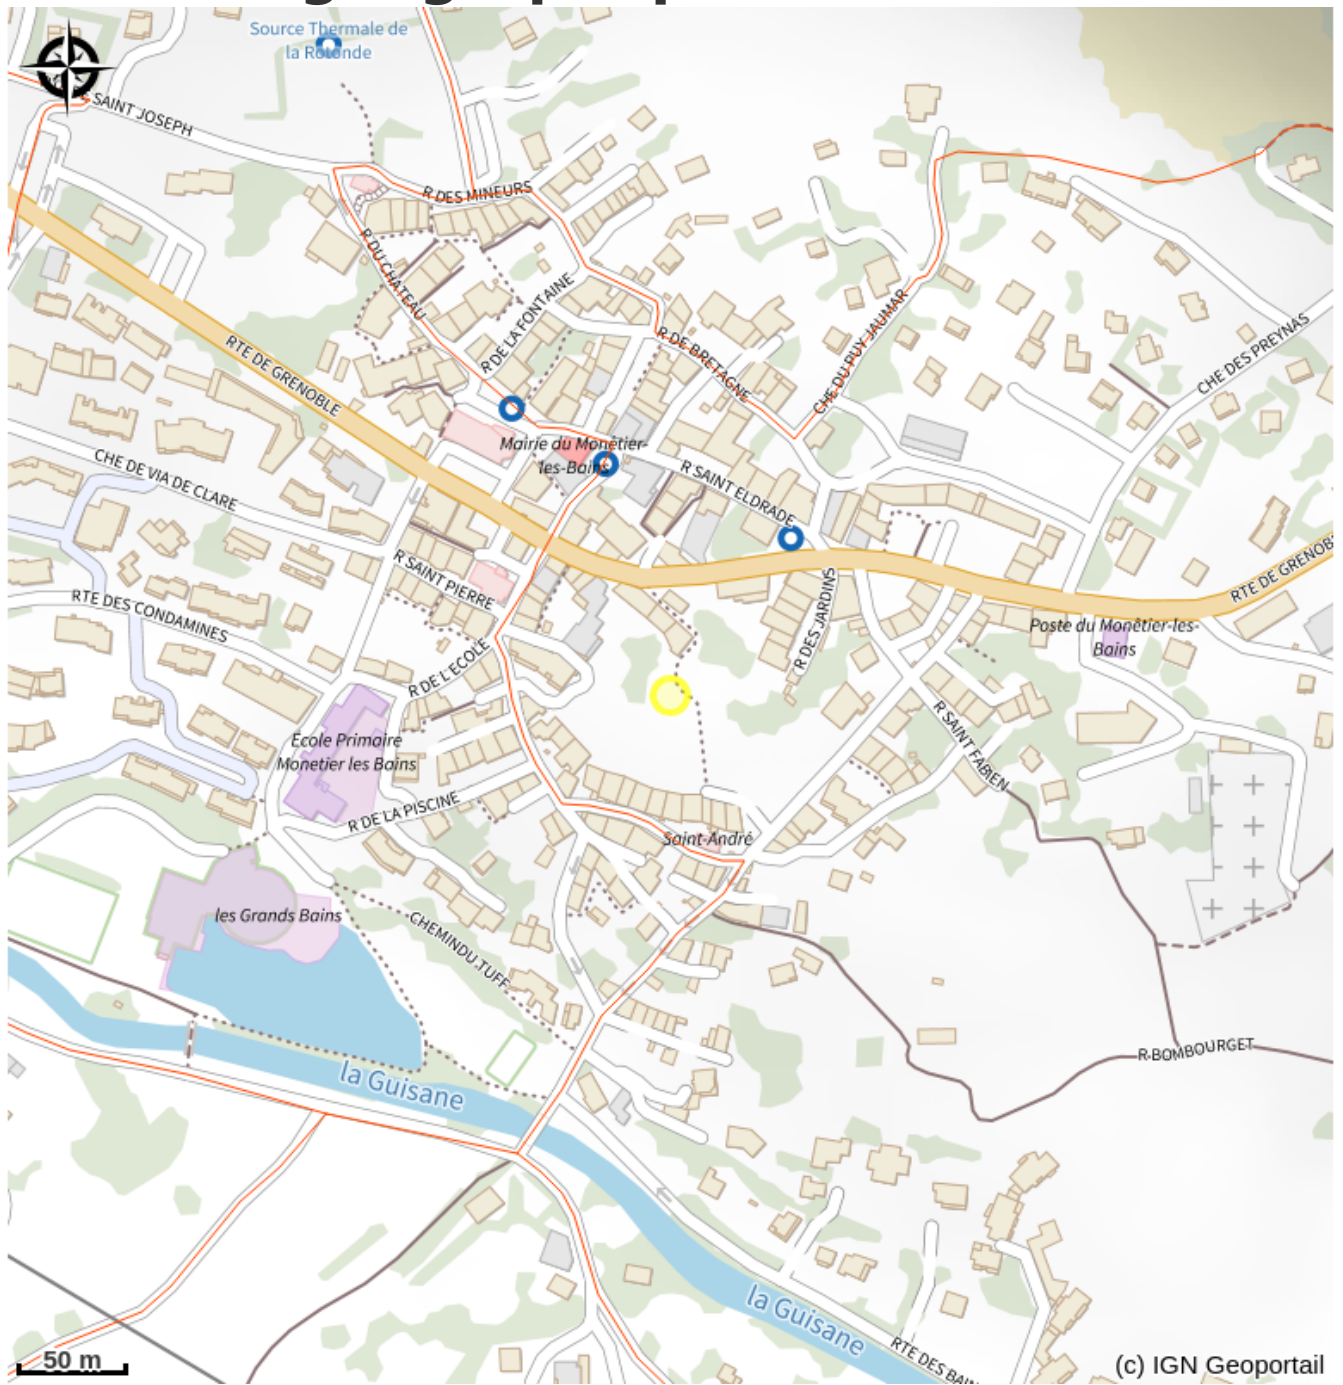 Source Thermale de
la Rotonde
SAINT JOSEPH
R DES MINEURS
R DU CHATEAU
R DE LA FONTAINE
RTE DE GRENOBLE
R DE BRETAGNE
CHE DU PUY JAUMAR
CHE DES PREYNAS
Mairie du Monêtier-
les-Bains
R SAINT ELDRADE
CHE DE VIA DE CLARE
R SAINT PIERRE
RTE DES CONDAMINES
R DE L'ECOLE
R DES JARDINS
RTE DE GRENOB
Poste du Monêtier-les-
Bains
R SAINT FABIEN
Ecole Primaire
Monetier les Bains
R DE LA PISCINE
Saint-André
les Grands Bains
CHEMIN DU TUFF
R BOMBOURGET
la Guisane
la Guisane
RTE DES BAIN
50 m
(c) IGN Geoportail